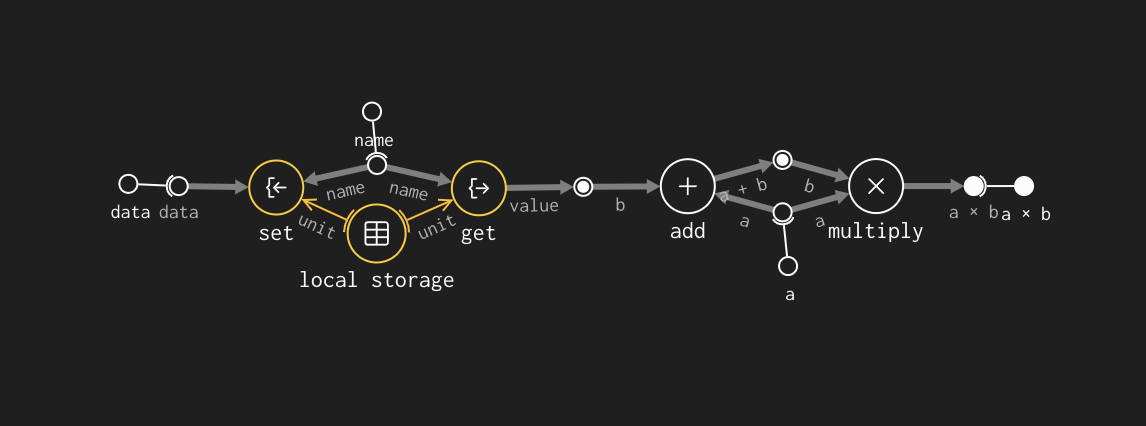 name
name
name
data
data
set
unit
unit
get
local storage
value
b
a + b
b
add
a
a
multiply
a
a × b
a × b